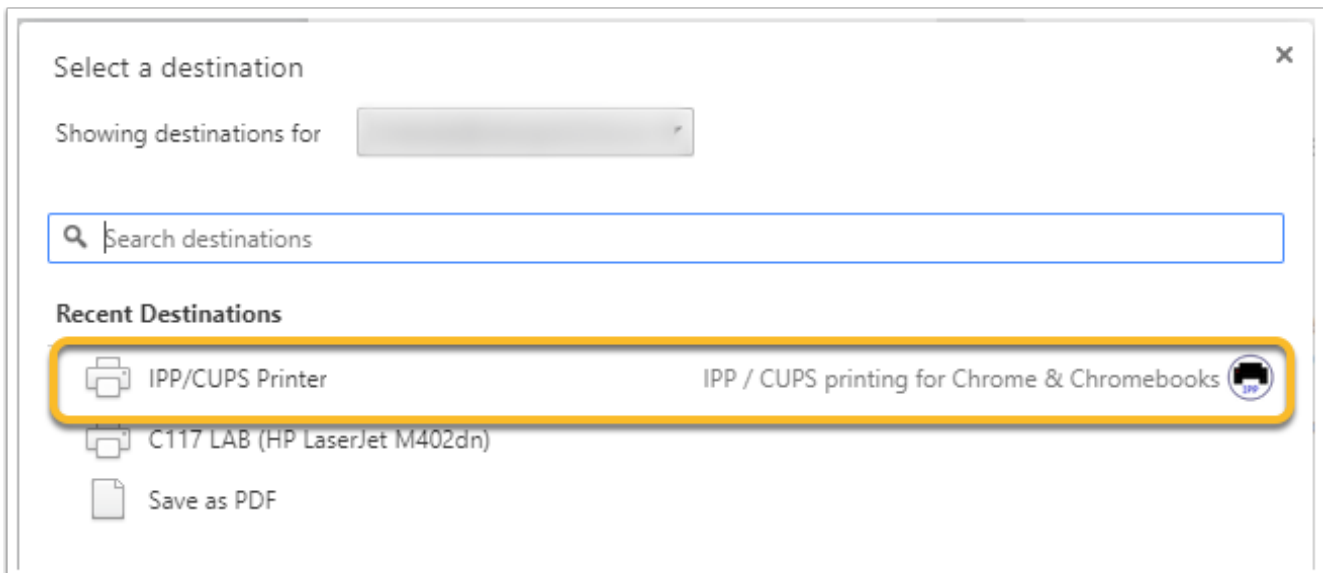 Select a destination
Showing destinations for
Search destinations
Recent Destinations
IPP/CUPS Printer IPP / CUPS printing for Chrome & Chromebooks IPP
C117 LAB (HP LaserJet M402dn)
Save as PDF